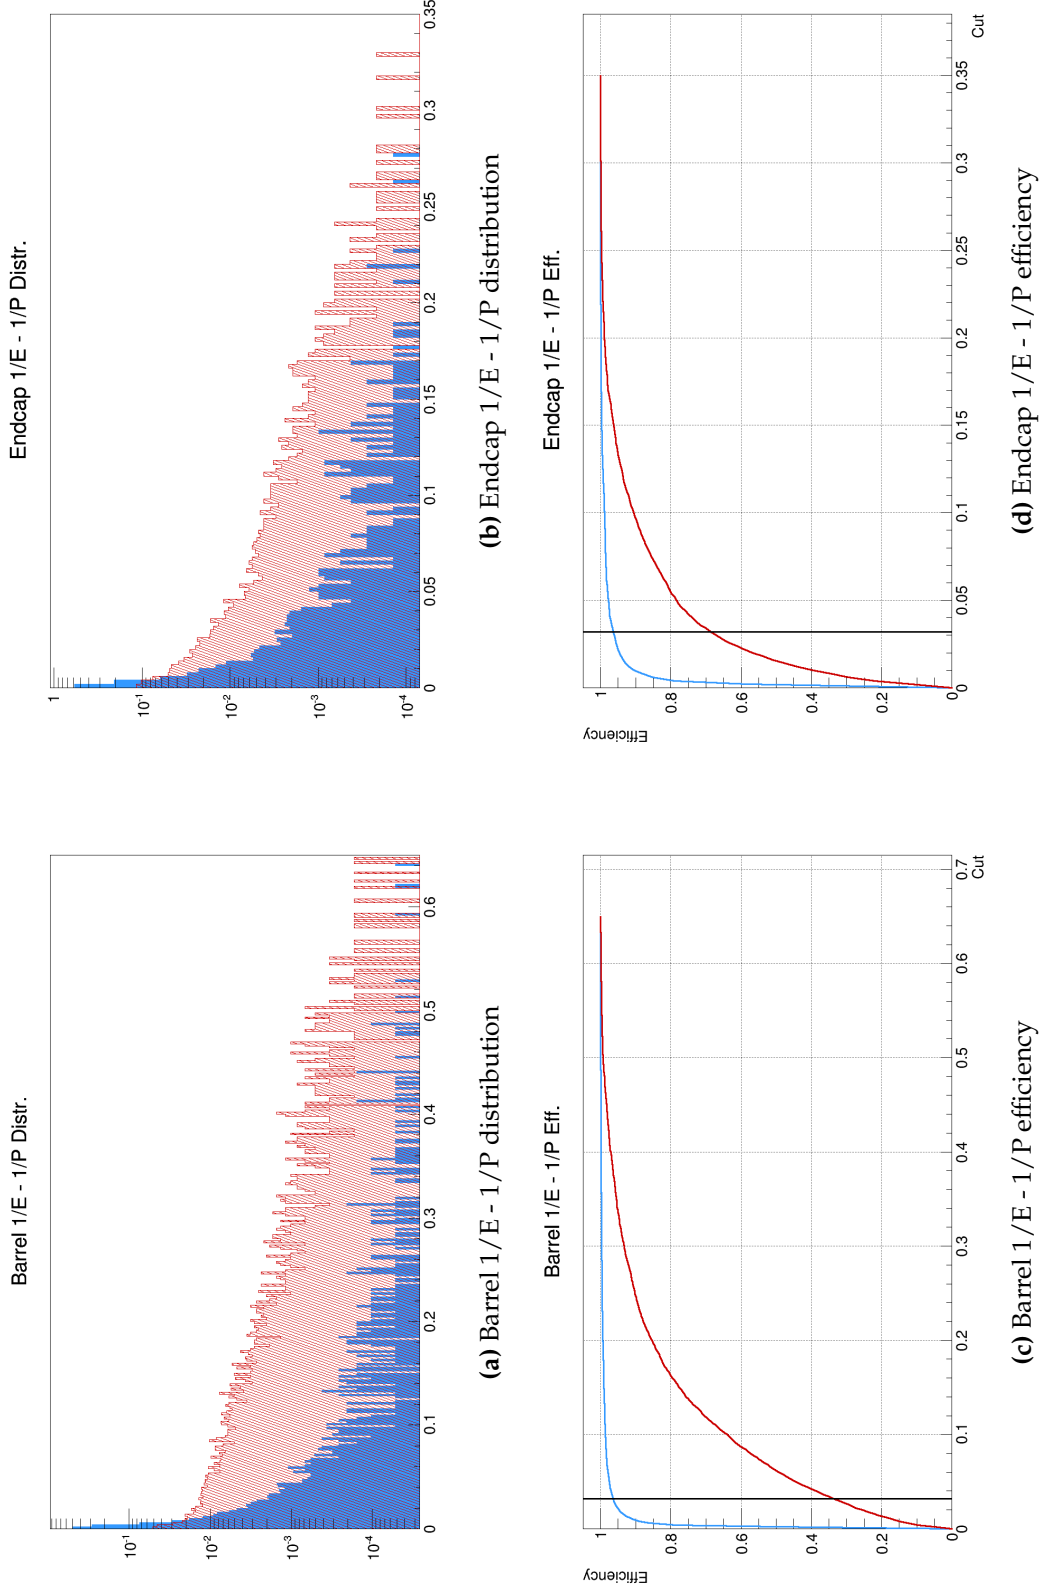 Barrel 1/E - 1/P Distr.
10⁻¹
10⁻²
10⁻³
10⁻⁴
0 0.1 0.2 0.3 0.4 0.5 0.6
(a) Barrel 1/E - 1/P distribution
Endcap 1/E - 1/P Distr.
1
10⁻¹
10⁻²
10⁻³
10⁻⁴
0 0.05 0.1 0.15 0.2 0.25 0.3 0.35
(b) Endcap 1/E - 1/P distribution
Barrel 1/E - 1/P Eff.
Efficiency
1
0.8
0.6
0.4
0.2
0
0 0.1 0.2 0.3 0.4 0.5 0.6 0.7
Cut
(c) Barrel 1/E - 1/P efficiency
Endcap 1/E - 1/P Eff.
Efficiency
1
0.8
0.6
0.4
0.2
0
0 0.05 0.1 0.15 0.2 0.25 0.3 0.35
Cut
(d) Endcap 1/E - 1/P efficiency